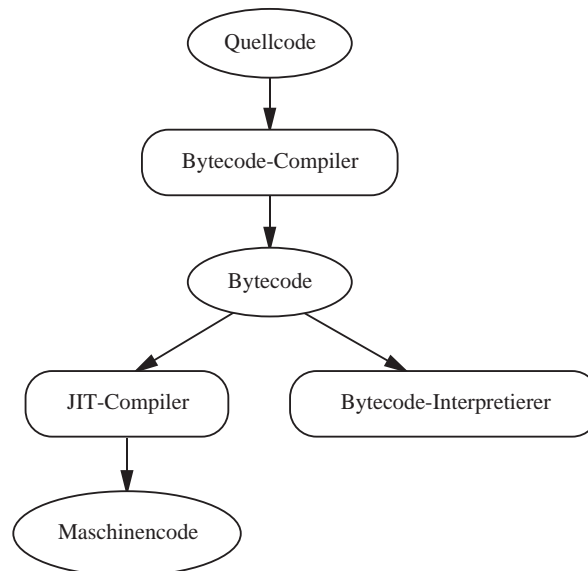 Quellcode
Bytecode-Compiler
Bytecode
JIT-Compiler
Bytecode-Interpretierer
Maschinencode